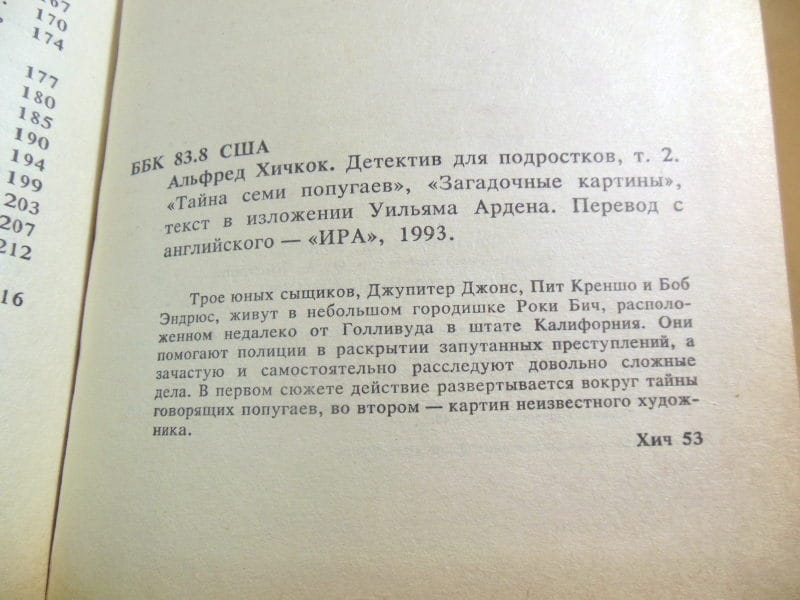 167
170
174
177
180
185
190
194
199
203
207
212
16
ББК 83.8 США
Альфред Хичкок. Детектив для подростков, т. 2.
«Тайна семи попугаев», «Загадочные картины»,
текст в изложении Уильяма Ардена. Перевод с
английского — «ИРА», 1993.
Трое юных сыщиков, Джупитер Джонс, Пит Креншо и Боб
Эндрюс, живут в небольшом городишке Роки Бич, располо-
женном недалеко от Голливуда в штате Калифорния. Они
помогают полиции в раскрытии запутанных преступлений, а
зачастую и самостоятельно расследуют довольно сложные
дела. В первом сюжете действие развертывается вокруг тайны
говорящих попугаев, во втором — картин неизвестного худож-
ника.
Хич 53